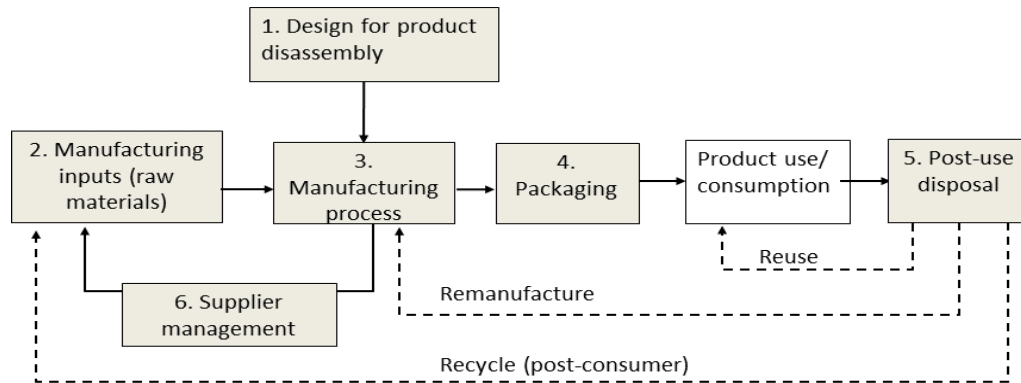 1. Design for product
disassembly
2. Manufacturing
inputs (raw
materials)
3.
Manufacturing
process
4.
Packaging
Product use/
consumption
5. Post-use
disposal
Reuse
Remanufacture
6. Supplier
management
Recycle (post-consumer)